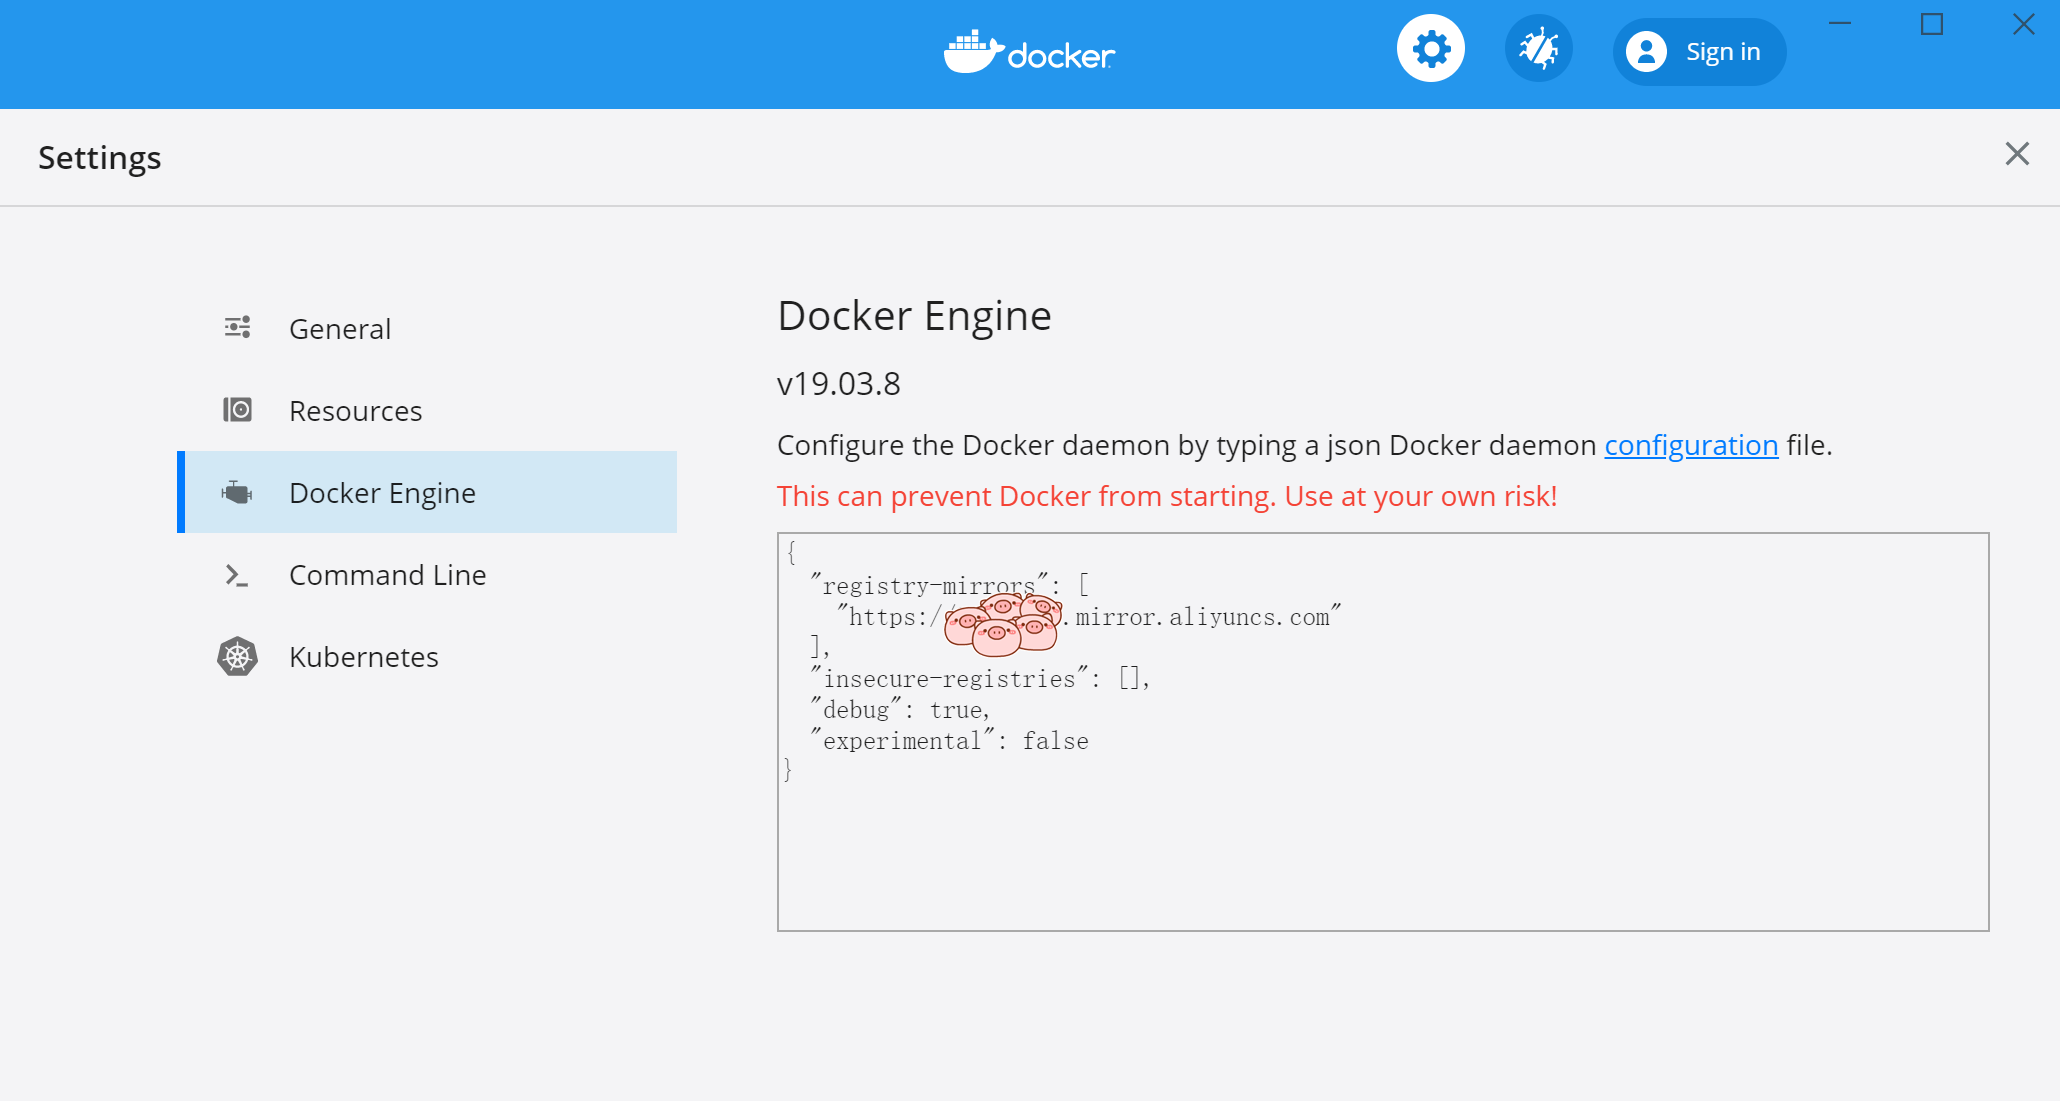 docker
Sign in
Settings
General
Resources
Docker Engine
Command Line
Kubernetes
Docker Engine
v19.03.8
Configure the Docker daemon by typing a json Docker daemon configuration file.
This can prevent Docker from starting. Use at your own risk!
{
"registry-mirrors": [
"https:/ .mirror.aliyuncs.com"
],
"insecure-registries": [],
"debug": true,
"experimental": false
}